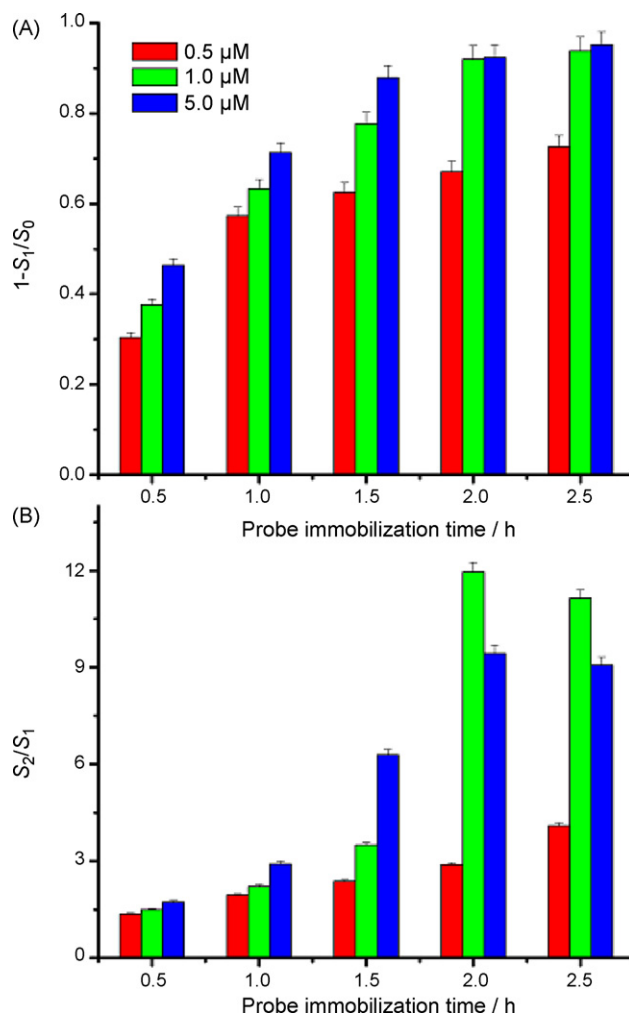 (A)
1.0
0.8
0.6
0.4
0.2
0.0
1-S₁/S₀
0.5 µM
1.0 µM
5.0 µM
0.5 1.0 1.5 2.0 2.5
Probe immobilization time / h
(B)
12
9
6
3
0
S₂/S₁
0.5 1.0 1.5 2.0 2.5
Probe immobilization time / h